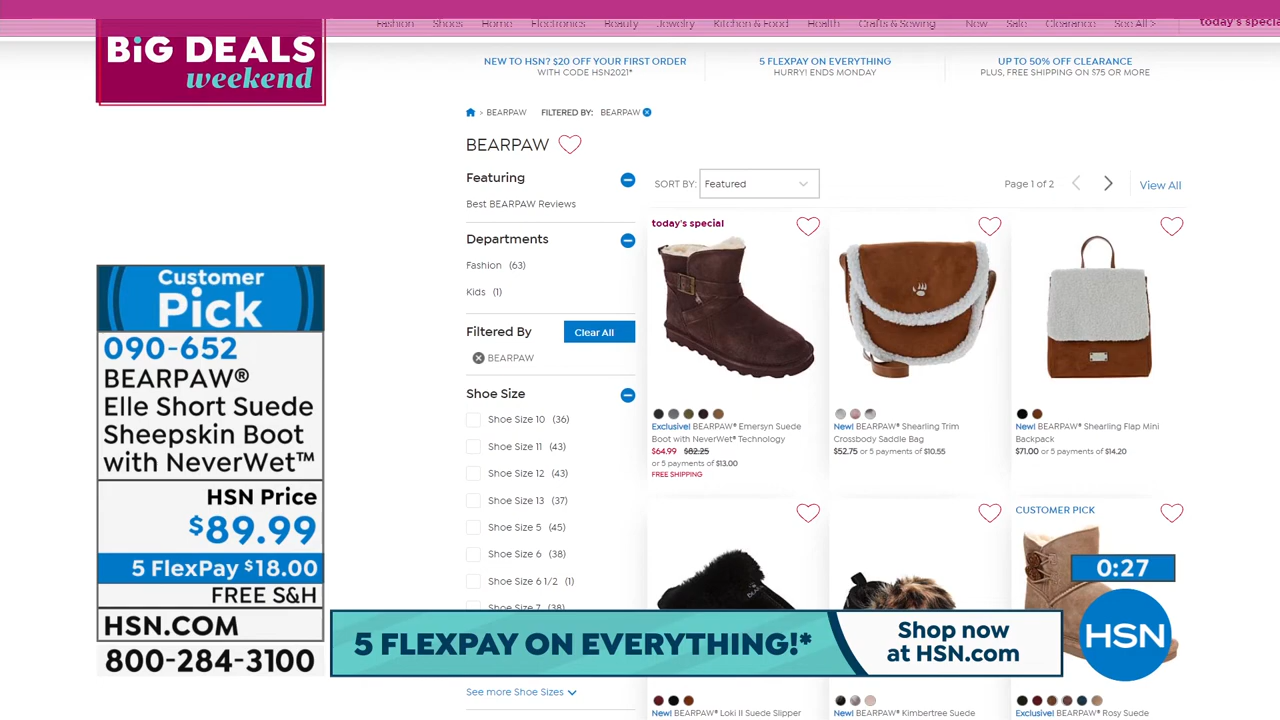 Fashion Shoes Home Electronics Beauty Jewelry Kitchen & Food Health Crafts & Sewing New Sale Clearance See All >
today's specia
BiG DEALS
weekend
NEW TO HSN? $20 OFF YOUR FIRST ORDER
WITH CODE HSN2021*
5 FLEXPAY ON EVERYTHING
HURRY! ENDS MONDAY
UP TO 50% OFF CLEARANCE
PLUS, FREE SHIPPING ON $75 OR MORE
> BEARPAW FILTERED BY: BEARPAW
BEARPAW
Featuring
Best BEARPAW Reviews
Departments
Fashion (63)
Kids (1)
Filtered By
Clear All
BEARPAW
Shoe Size
Shoe Size 10 (36)
Shoe Size 11 (43)
Shoe Size 12 (43)
Shoe Size 13 (37)
Shoe Size 5 (45)
Shoe Size 6 (38)
Shoe Size 6 1/2 (1)
Shoe Size 7 (38)
See more Shoe Sizes
SORT BY: Featured
Page 1 of 2
View All
today's special
Exclusive! BEARPAW® Emersyn Suede
Boot with NeverWet® Technology
$64.99 $82.25
or 5 payments of $13.00
FREE SHIPPING
New! BEARPAW® Shearling Trim
Crossbody Saddle Bag
$52.75 or 5 payments of $10.55
New! BEARPAW® Shearling Flap Mini
Backpack
$71.00 or 5 payments of $14.20
CUSTOMER PICK
New! BEARPAW® Loki II Suede Slipper
New! BEARPAW® Kimbertree Suede
Exclusive! BEARPAW® Rosy Suede
Customer
Pick
090-652
BEARPAW®
Elle Short Suede
Sheepskin Boot
with NeverWet™
HSN Price
$89.99
5 FlexPay $18.00
FREE S&H
HSN.COM
800-284-3100
5 FLEXPAY ON EVERYTHING!*
Shop now
at HSN.com
0:27
HSN